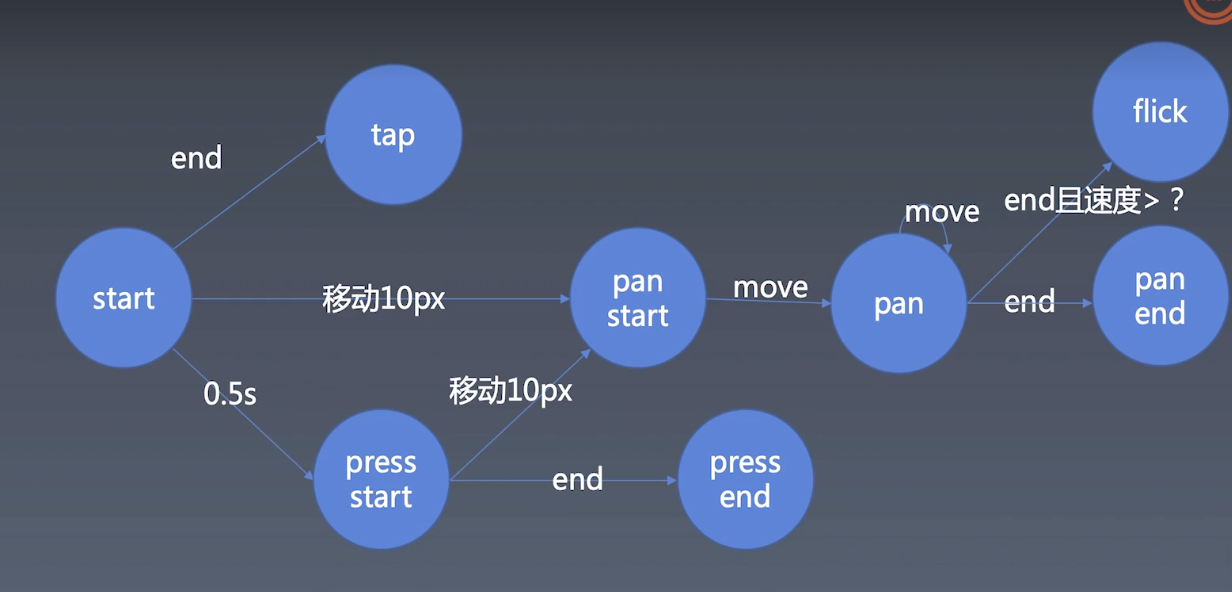 flick
tap
end
end且速度>？
move
start
移动10px
pan
start
move
pan
end
pan
end
0.5s
移动10px
press
start
end
press
end